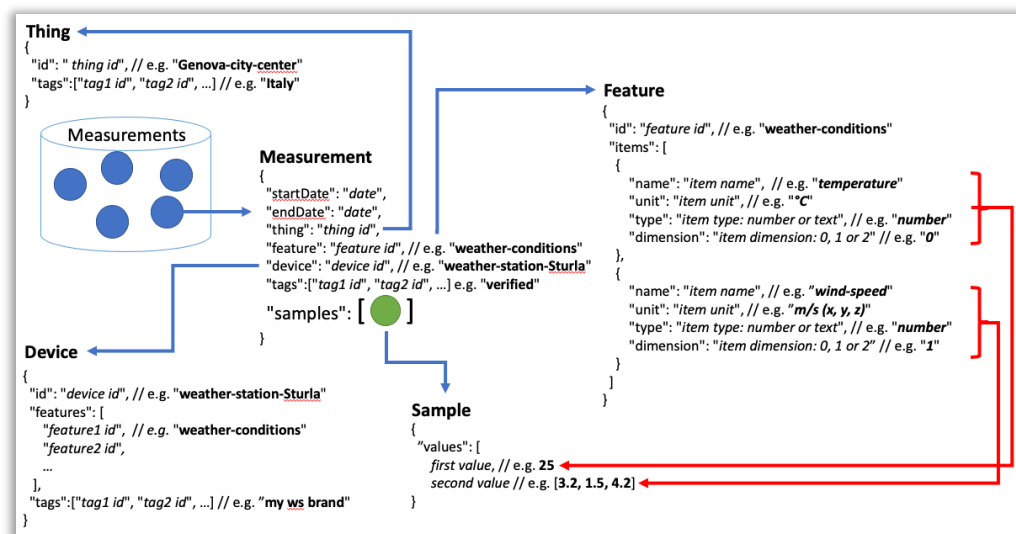 Thing
{
"id": " thing id", // e.g. "Genova-city-center"
"tags":["tag1 id", "tag2 id", …] // e.g. "Italy"
}
Measurements
Measurement
{
"startDate": "date",
"endDate": "date",
"thing": "thing id",
"feature": "feature id", // e.g. "weather-conditions"
"device": "device id", // e.g. "weather-station-Sturla"
"tags":["tag1 id", "tag2 id", …] e.g. "verified"
"samples": [ ]
}
Device
{
"id": "device id", // e.g. "weather-station-Sturla"
"features": [
"feature1 id", // e.g. "weather-conditions"
"feature2 id",
…
],
"tags":["tag1 id", "tag2 id", …] // e.g. ”my ws brand"
}
Sample
{
”values": [
first value, // e.g. 25
second value // e.g. [3.2, 1.5, 4.2]
}
Feature
{
"id": "feature id", // e.g. "weather-conditions"
"items": [
{
"name": "item name", // e.g. "temperature"
"unit": "item unit", // e.g. "°C"
"type": "item type: number or text", // e.g. "number"
"dimension": "item dimension: 0, 1 or 2" // e.g. "0"
},
{
"name": "item name", // e.g. ”wind-speed"
"unit": "item unit", // e.g. ”m/s (x, y, z)"
"type": "item type: number or text", // e.g. "number"
"dimension": "item dimension: 0, 1 or 2” // e.g. "1"
}
]
}